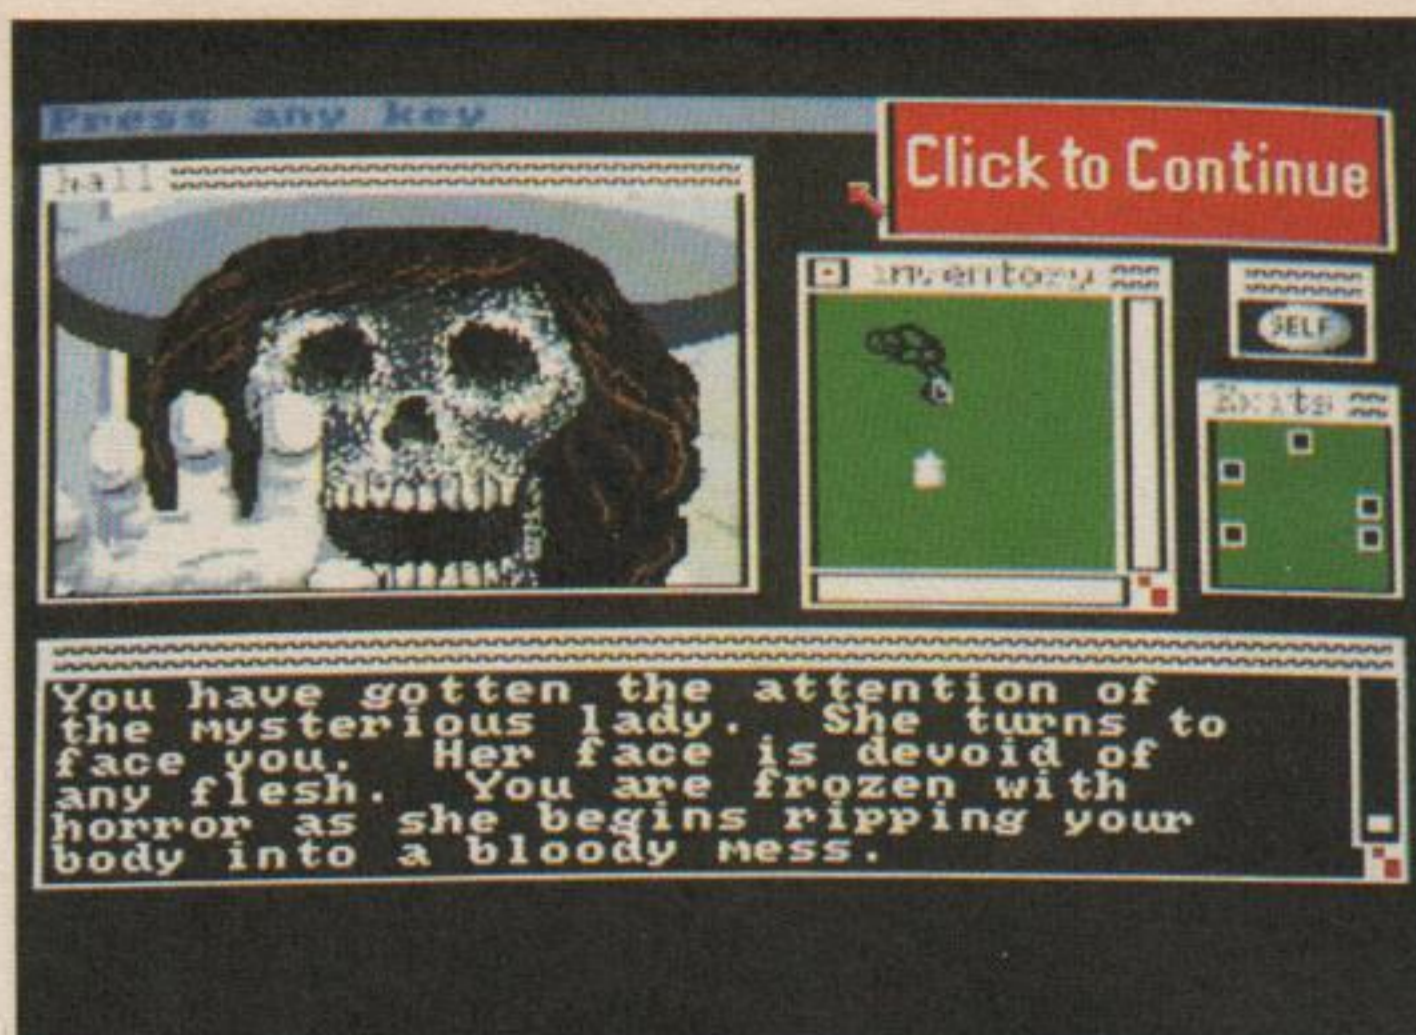 Press any key
Click to Continue
hall
inventory
SELF
Exits
You have gotten the attention of
the mysterious lady.  She turns to
face you.  Her face is devoid of
any flesh.  You are frozen with
horror as she begins ripping your
body into a bloody mess.